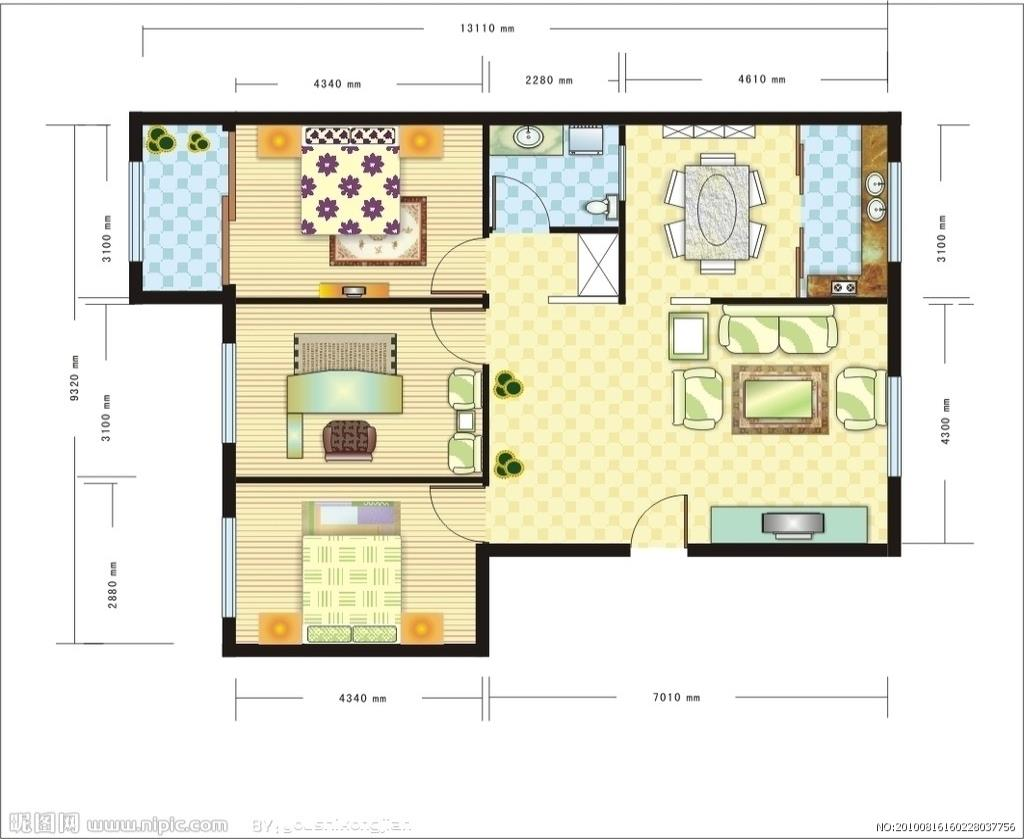 13110 mm
4340 mm
2280 mm
4610 mm
3100 mm
3100 mm
9320 mm
3100 mm
4300 mm
2880 mm
4340 mm
7010 mm
昵图网 www.nipic.com BY:
NO:20100816160228037756